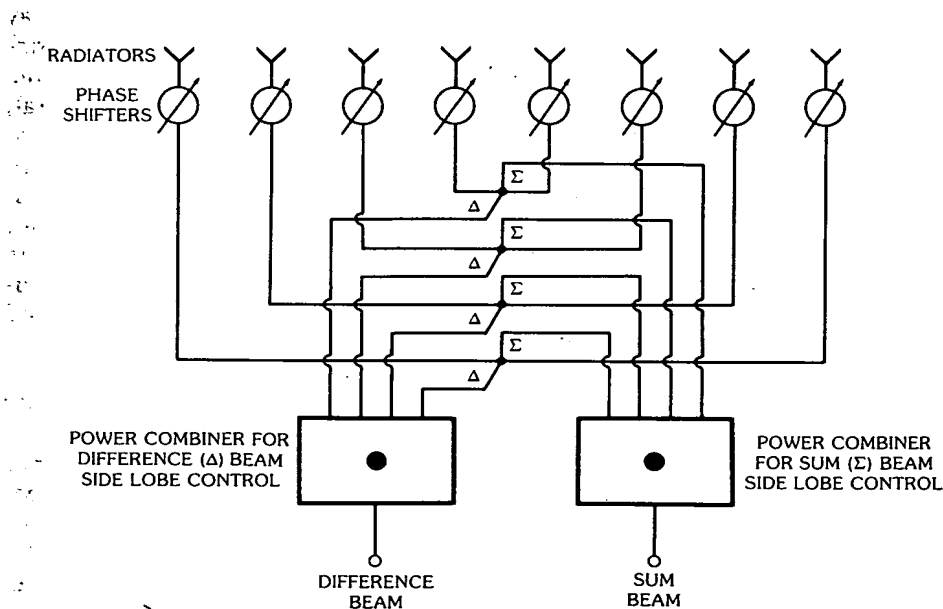 RADIATORS
PHASE
SHIFTERS
Σ
Δ
Σ
Δ
Σ
Δ
Σ
Δ
POWER COMBINER FOR
DIFFERENCE (Δ) BEAM
SIDE LOBE CONTROL
POWER COMBINER
FOR SUM (Σ) BEAM
SIDE LOBE CONTROL
DIFFERENCE
BEAM
SUM
BEAM